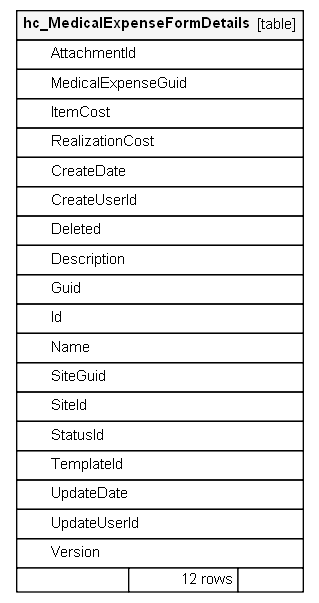 hc_MedicalExpenseFormDetails [table]
AttachmentId
MedicalExpenseGuid
ItemCost
RealizationCost
CreateDate
CreateUserId
Deleted
Description
Guid
Id
Name
SiteGuid
SiteId
StatusId
TemplateId
UpdateDate
UpdateUserId
Version
12 rows